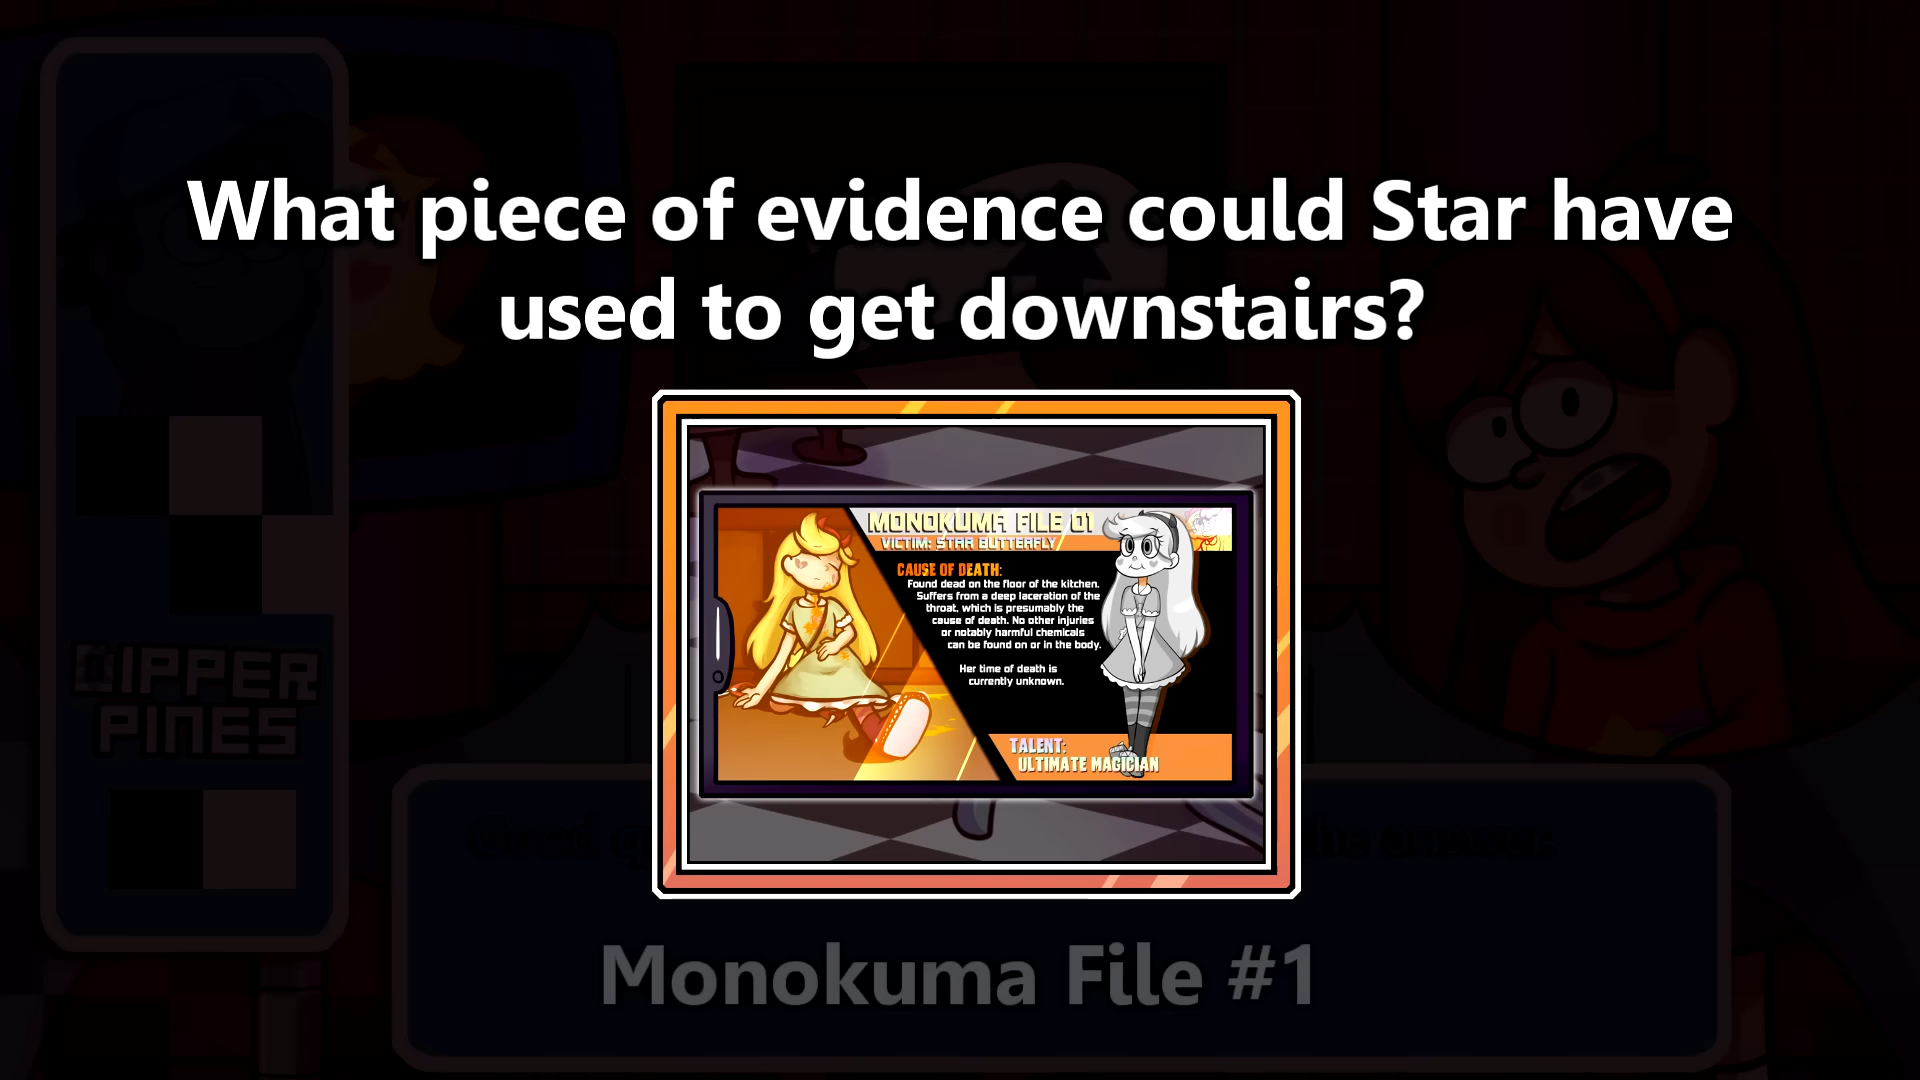 What piece of evidence could Star have
used to get downstairs?
MONOKUMA FILE 01
VICTIM: STAR BUTTERFLY
CAUSE OF DEATH:
Found dead on the floor of the kitchen.
Suffers from a deep laceration of the
throat, which is presumably the
cause of death. No other injuries
or notably harmful chemicals
can be found on or in the body.
Her time of death is
currently unknown.
TALENT:
ULTIMATE MAGICIAN
DIPPER
PINES
Good
the answer.
Monokuma File #1